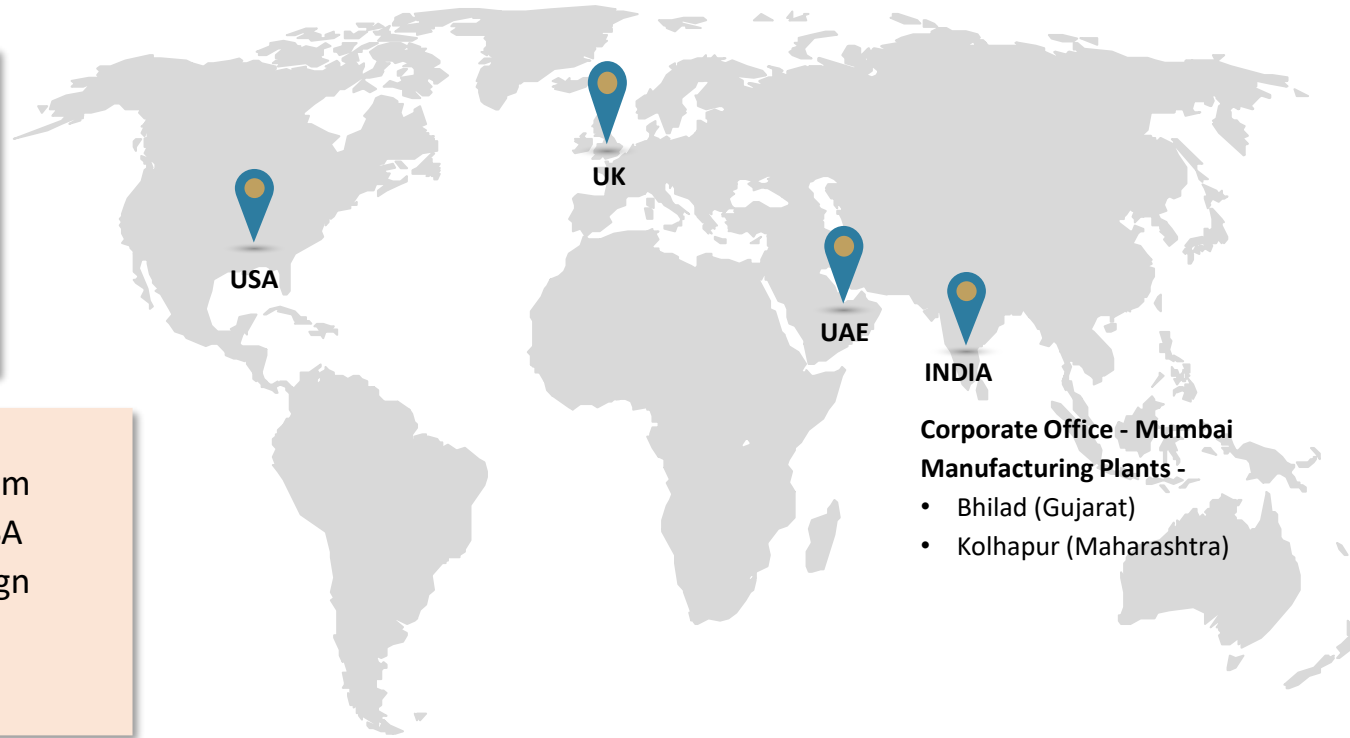 UK
USA
UAE
INDIA
Corporate Office - Mumbai
Manufacturing Plants -
• Bhilad (Gujarat)
• Kolhapur (Maharashtra)